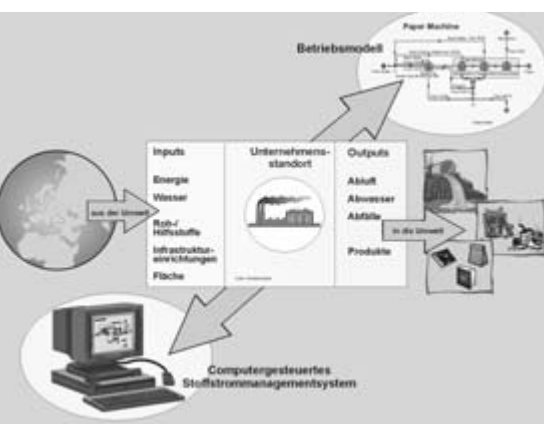 Paper Machine
Betriebsmodell
Inputs
Energie
Wasser
Roh-/
Hilfsstoffe
Infrastruktur-
einrichtungen
Fläche
Unternehmens-
standort
Outputs
Abluft
Abwasser
Abfälle
Produkte
aus der Umwelt
in die Umwelt
Computergesteuertes
Stoffstrommanagementsystem